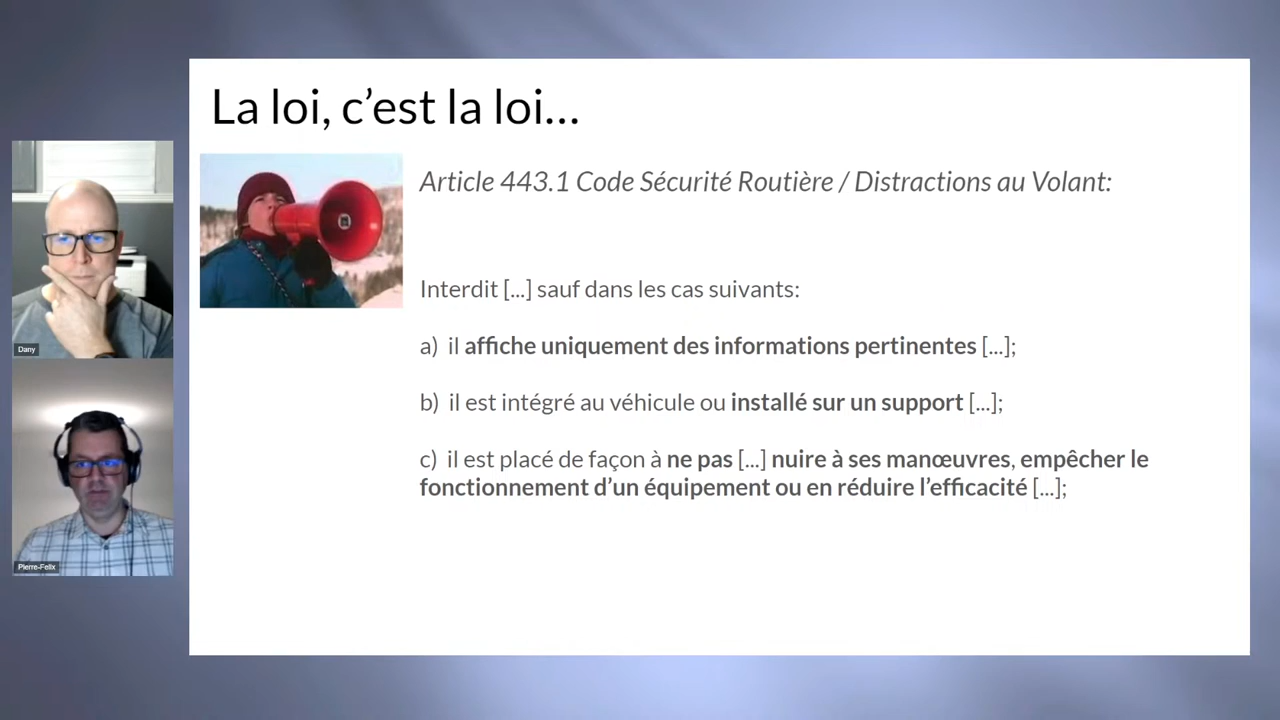 La loi, c’est la loi...
Article 443.1 Code Sécurité Routière / Distractions au Volant:
Interdit [...] sauf dans les cas suivants:
a) il affiche uniquement des informations pertinentes [...];
b) il est intégré au véhicule ou installé sur un support [...];
c) il est placé de façon à ne pas [...] nuire à ses manœuvres, empêcher le
fonctionnement d’un équipement ou en réduire l’efficacité [...];
Dany
Pierre-Felix